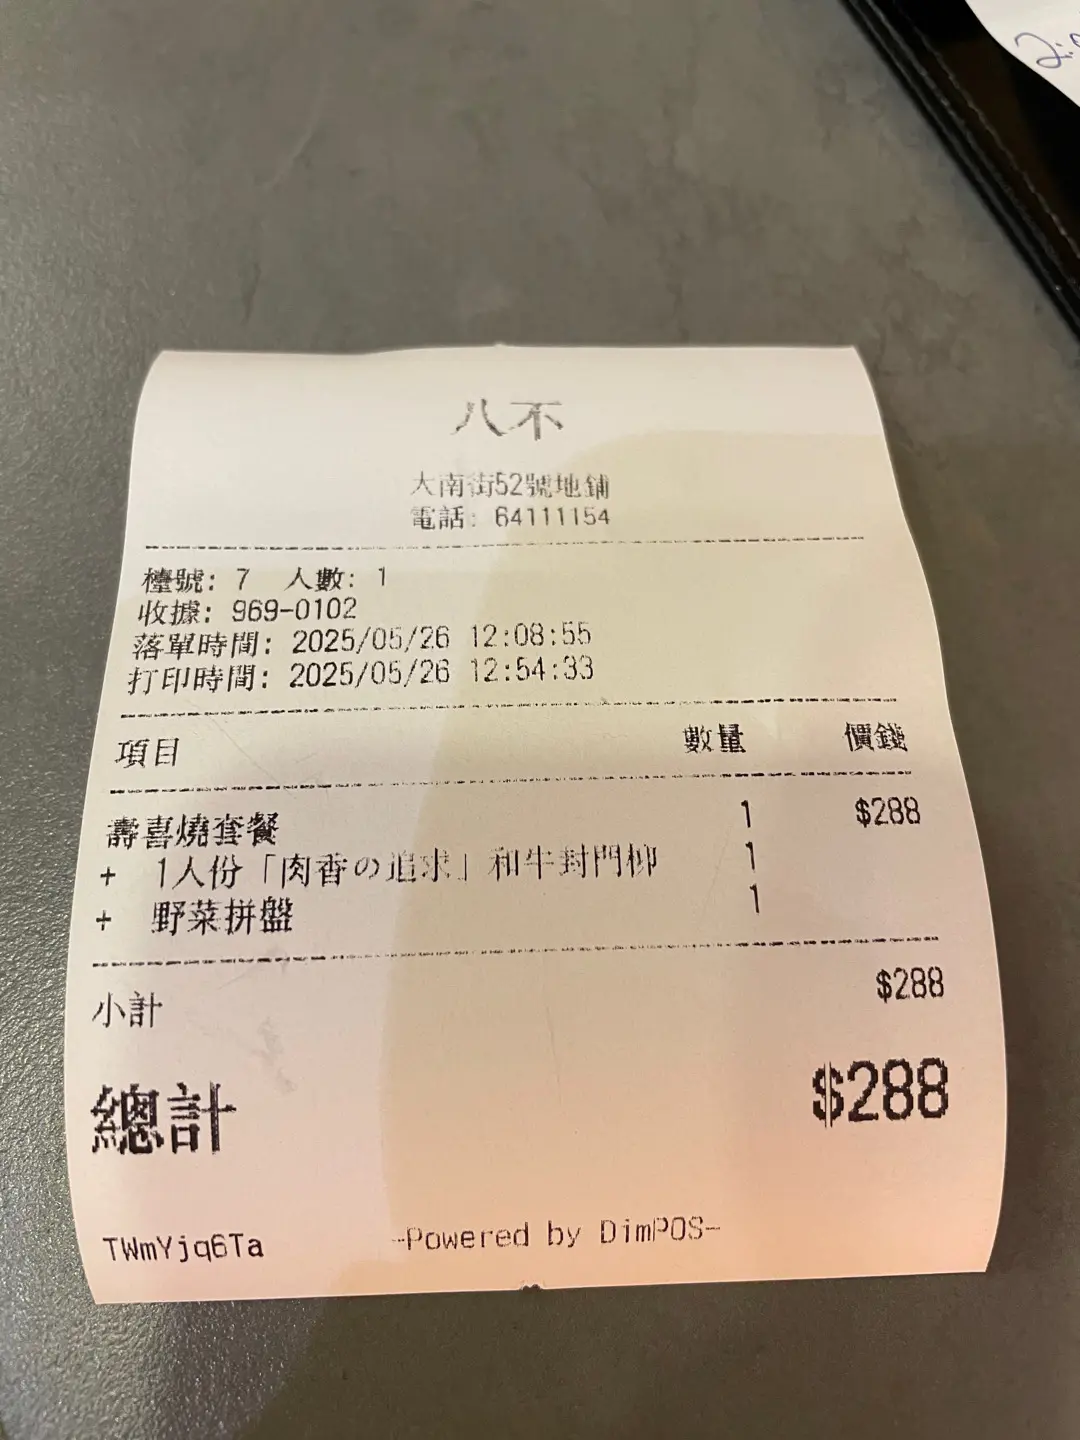 八不
大南街52號地鋪
電話: 64111154
檯號: 7 人數: 1
收據: 969-0102
落單時間: 2025/05/26 12:08:55
打印時間: 2025/05/26 12:54:33
項目 數量 價錢
壽喜燒套餐 1 $288
+ 1人份「肉香の追求」和牛封門柳 1
+ 野菜拼盤 1
小計 $288
總計 $288
TWmYjq6Ta -Powered by DimPOS-